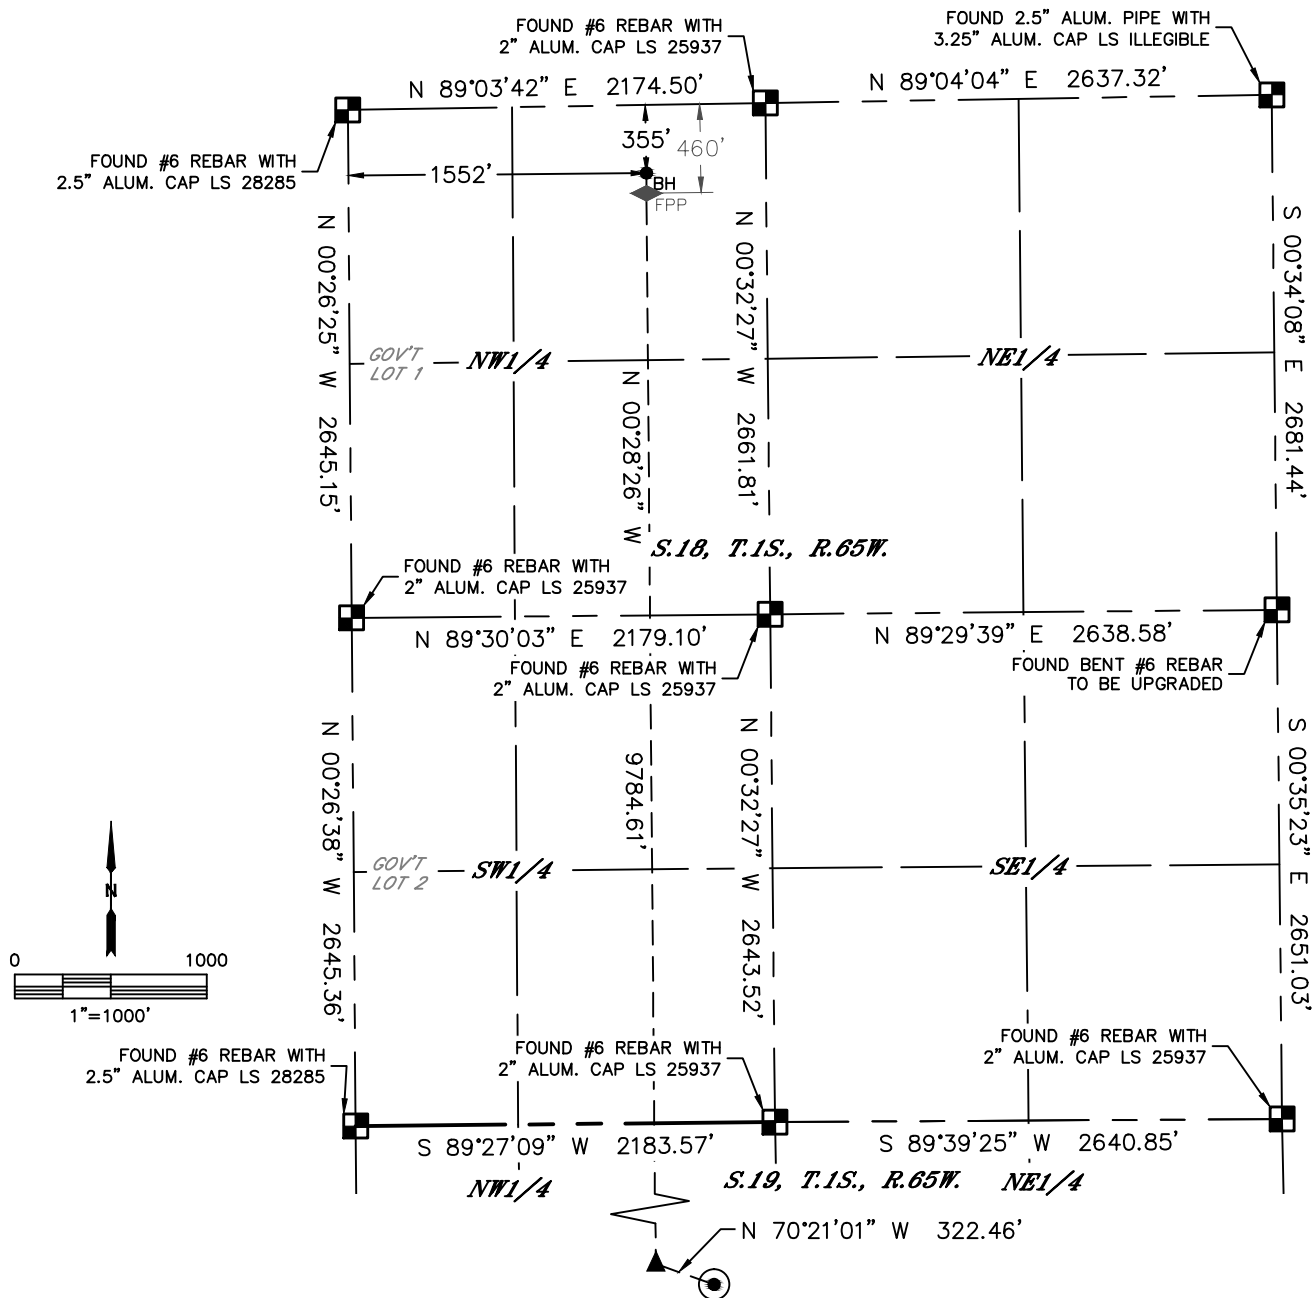 FOUND #6 REBAR WITH
2" ALUM. CAP LS 25937
FOUND 2.5" ALUM. PIPE WITH
3.25" ALUM. CAP LS ILLEGIBLE
N 89°03'42" E 2174.50'
N 89°04'04" E 2637.32'
FOUND #6 REBAR WITH
2.5" ALUM. CAP LS 28285
355'
460'
1552'
BH
FPP
N 00°26'25" W 2645.15'
N 00°32'27" W 2661.81'
S 00°34'08" E 2681.44'
GOV'T
LOT 1
NW1/4
NE1/4
N 00°28'26" W
9784.61'
S.18, T.1S., R.65W.
FOUND #6 REBAR WITH
2" ALUM. CAP LS 25937
N 89°30'03" E 2179.10'
N 89°29'39" E 2638.58'
FOUND #6 REBAR WITH
2" ALUM. CAP LS 25937
FOUND BENT #6 REBAR
TO BE UPGRADED
N 00°26'38" W 2645.36'
N 00°32'27" W 2643.52'
S 00°35'23" E 2651.03'
GOV'T
LOT 2
SW1/4
SE1/4
N
0 1000
1"=1000'
FOUND #6 REBAR WITH
2.5" ALUM. CAP LS 28285
FOUND #6 REBAR WITH
2" ALUM. CAP LS 25937
FOUND #6 REBAR WITH
2" ALUM. CAP LS 25937
S 89°27'09" W 2183.57'
S 89°39'25" W 2640.85'
NW1/4
S.19, T.1S., R.65W.
NE1/4
N 70°21'01" W 322.46'